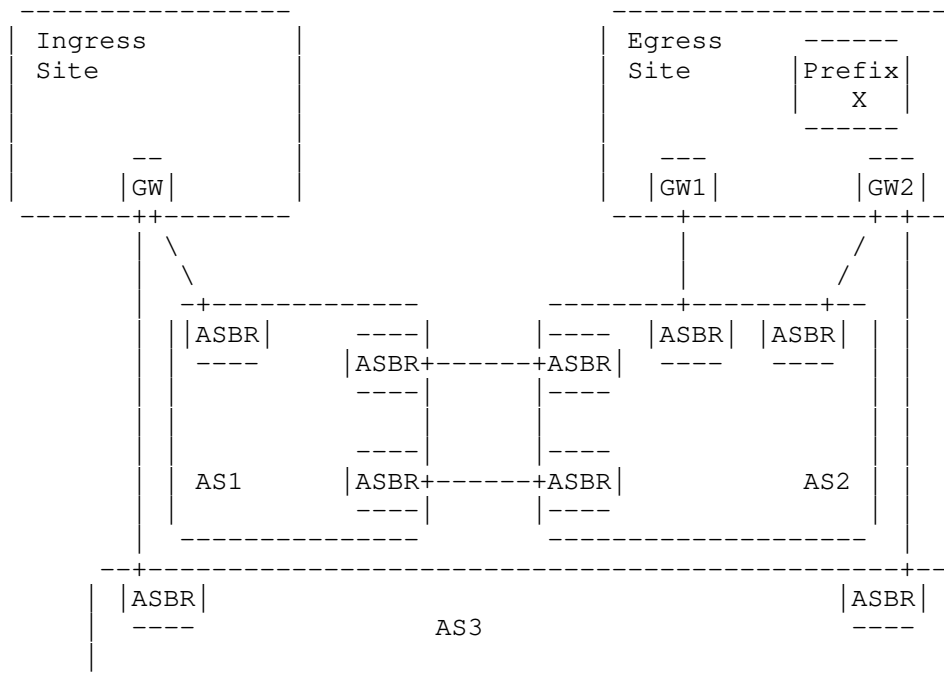 Ingress Egress
Site Site Prefix
X
GW GW1 GW2
ASBR ASBR ASBR
ASBR ASBR
AS1 ASBR ASBR AS2
ASBR ASBR
AS3